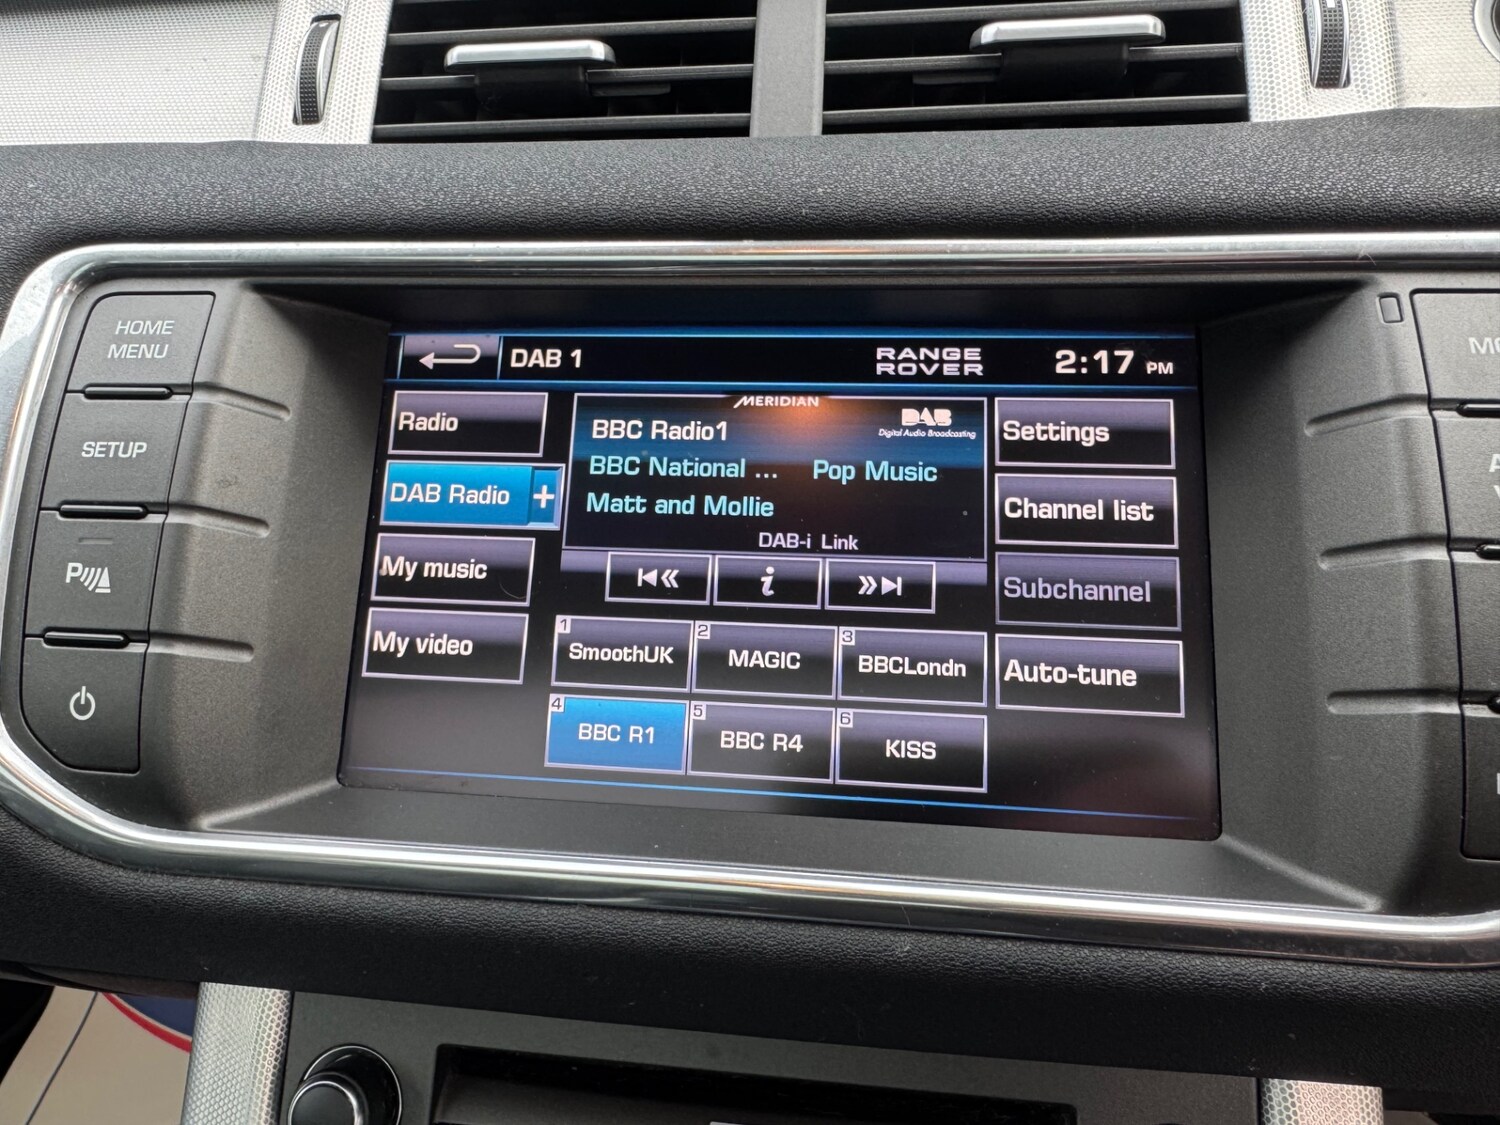 HOME
MENU
SETUP
P
DAB 1
RANGE
ROVER
2:17 PM
Radio
DAB Radio +
My music
My video
MERIDIAN
BBC Radio1
DAB
Digital Audio Broadcasting
BBC National ... Pop Music
Matt and Mollie
DAB-i Link
i
1 SmoothUK
2 MAGIC
3 BBCLondn
4 BBC R1
5 BBC R4
6 KISS
Settings
Channel list
Subchannel
Auto-tune